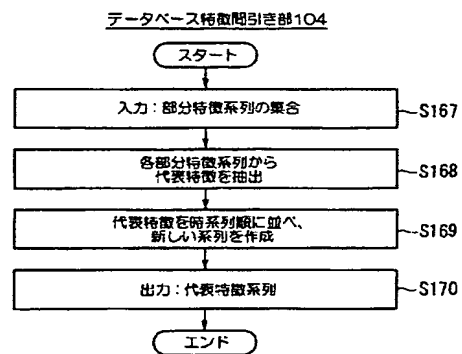 データベース特徴間引き部104
スタート
入力：部分特徴系列の集合
S167
各部分特徴系列から
代表特徴を抽出
S168
代表特徴を時系列順に並べ、
新しい系列を作成
S169
出力：代表特徴系列
S170
エンド